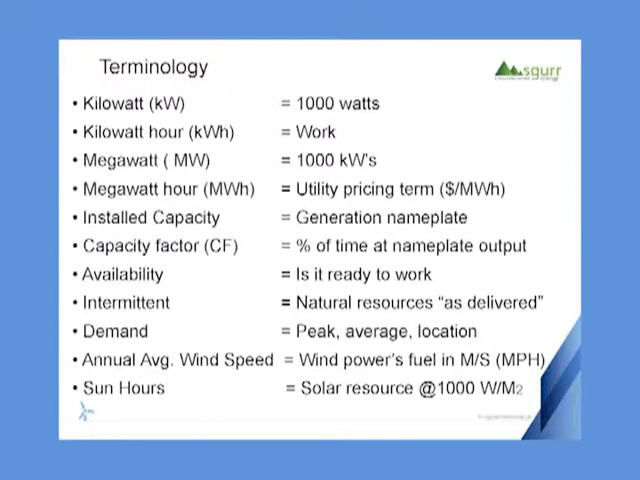 Terminology
sgurr
energy
• Kilowatt (kW) = 1000 watts
• Kilowatt hour (kWh) = Work
• Megawatt ( MW) = 1000 kW's
• Megawatt hour (MWh) = Utility pricing term ($/MWh)
• Installed Capacity = Generation nameplate
• Capacity factor (CF) = % of time at nameplate output
• Availability = Is it ready to work
• Intermittent = Natural resources “as delivered”
• Demand = Peak, average, location
• Annual Avg. Wind Speed = Wind power's fuel in M/S (MPH)
• Sun Hours = Solar resource @1000 W/M2